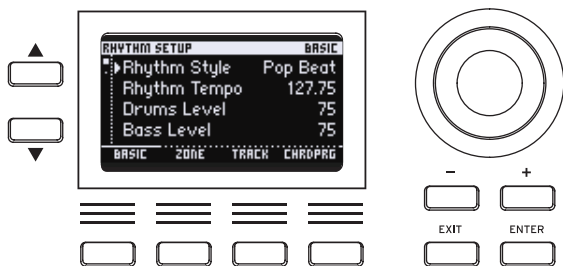 RHYTHM SETUP BASIC
Rhythm Style Pop Beat
Rhythm Tempo 127.75
Drums Level 75
Bass Level 75
BASIC ZONE TRACK CHRDPRG
- +
EXIT ENTER